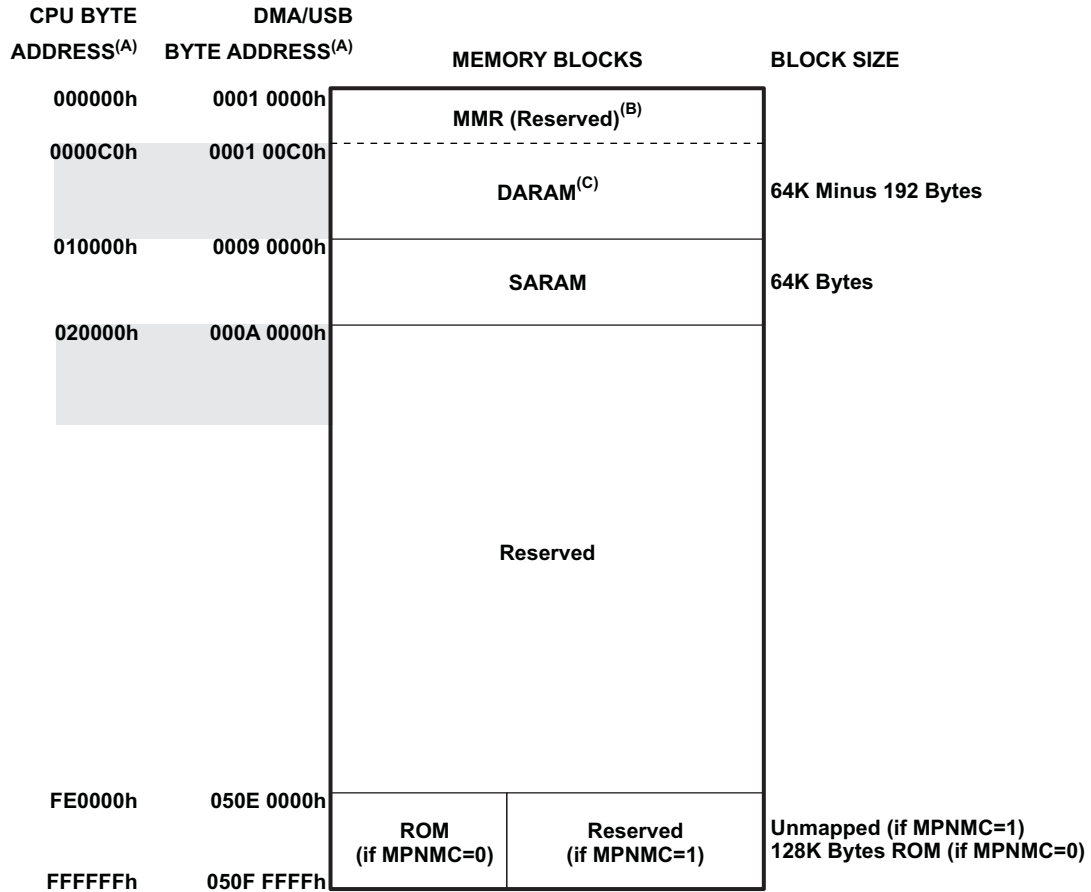 CPU BYTE DMA/USB
ADDRESS(A) BYTE ADDRESS(A) MEMORY BLOCKS BLOCK SIZE
000000h 0001 0000h
MMR (Reserved)(B)
0000C0h 0001 00C0h
DARAM(C) 64K Minus 192 Bytes
010000h 0009 0000h
SARAM 64K Bytes
020000h 000A 0000h
Reserved
FE0000h 050E 0000h
ROM Reserved Unmapped (if MPNMC=1)
(if MPNMC=0) (if MPNMC=1) 128K Bytes ROM (if MPNMC=0)
FFFFFFh 050F FFFFh